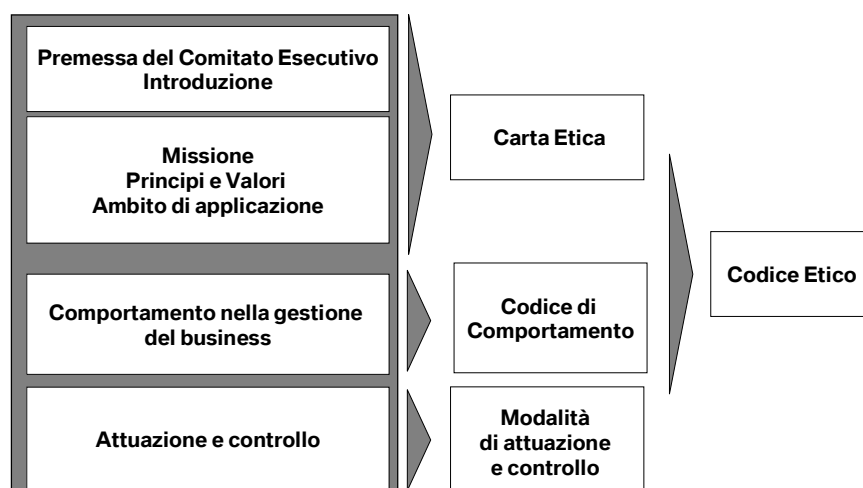 Premessa del Comitato Esecutivo
Introduzione
Missione
Principi e Valori
Ambito di applicazione
Comportamento nella gestione
del business
Attuazione e controllo
Carta Etica
Codice di
Comportamento
Modalità
di attuazione
e controllo
Codice Etico